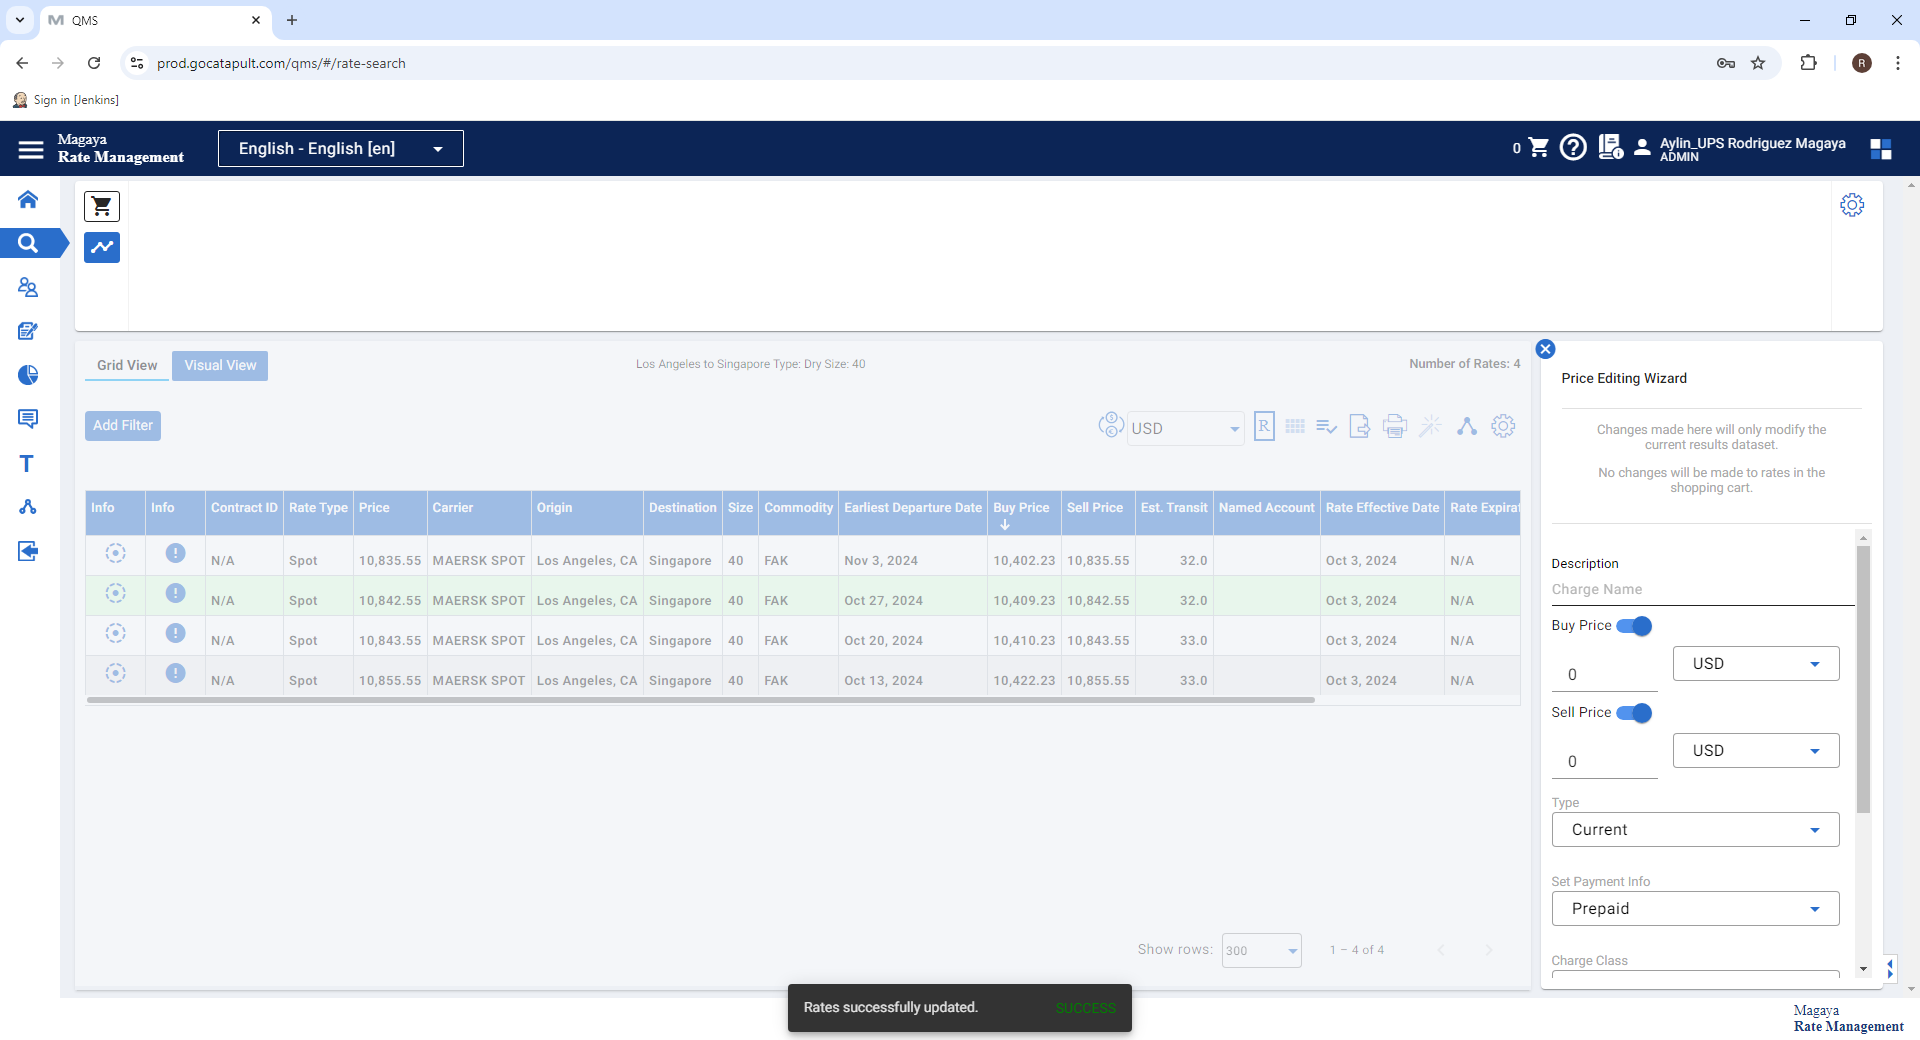 QMS
prod.gocatapult.com/qms/#/rate-search
R
Sign in [Jenkins]
Magaya
Rate Management
English - English [en]
0
Aylin_UPS Rodriguez Magaya
ADMIN
Grid View
Visual View
Los Angeles to Singapore Type: Dry Size: 40
Number of Rates: 4
Add Filter
USD
R
Info Info Contract ID Rate Type Price Carrier Origin Destination Size Commodity Earliest Departure Date Buy Price Sell Price Est. Transit Named Account Rate Effective Date Rate Expirat
N/A Spot 10,835.55 MAERSK SPOT Los Angeles, CA Singapore 40 FAK Nov 3, 2024 10,402.23 10,835.55 32.0 Oct 3, 2024 N/A
N/A Spot 10,842.55 MAERSK SPOT Los Angeles, CA Singapore 40 FAK Oct 27, 2024 10,409.23 10,842.55 32.0 Oct 3, 2024 N/A
N/A Spot 10,843.55 MAERSK SPOT Los Angeles, CA Singapore 40 FAK Oct 20, 2024 10,410.23 10,843.55 33.0 Oct 3, 2024 N/A
N/A Spot 10,855.55 MAERSK SPOT Los Angeles, CA Singapore 40 FAK Oct 13, 2024 10,422.23 10,855.55 33.0 Oct 3, 2024 N/A
Show rows: 300 1 – 4 of 4
Price Editing Wizard
Changes made here will only modify the
current results dataset.
No changes will be made to rates in the
shopping cart.
Description
Charge Name
Buy Price
0 USD
Sell Price
0 USD
Type
Current
Set Payment Info
Prepaid
Charge Class
Rates successfully updated. SUCCESS
Magaya
Rate Management